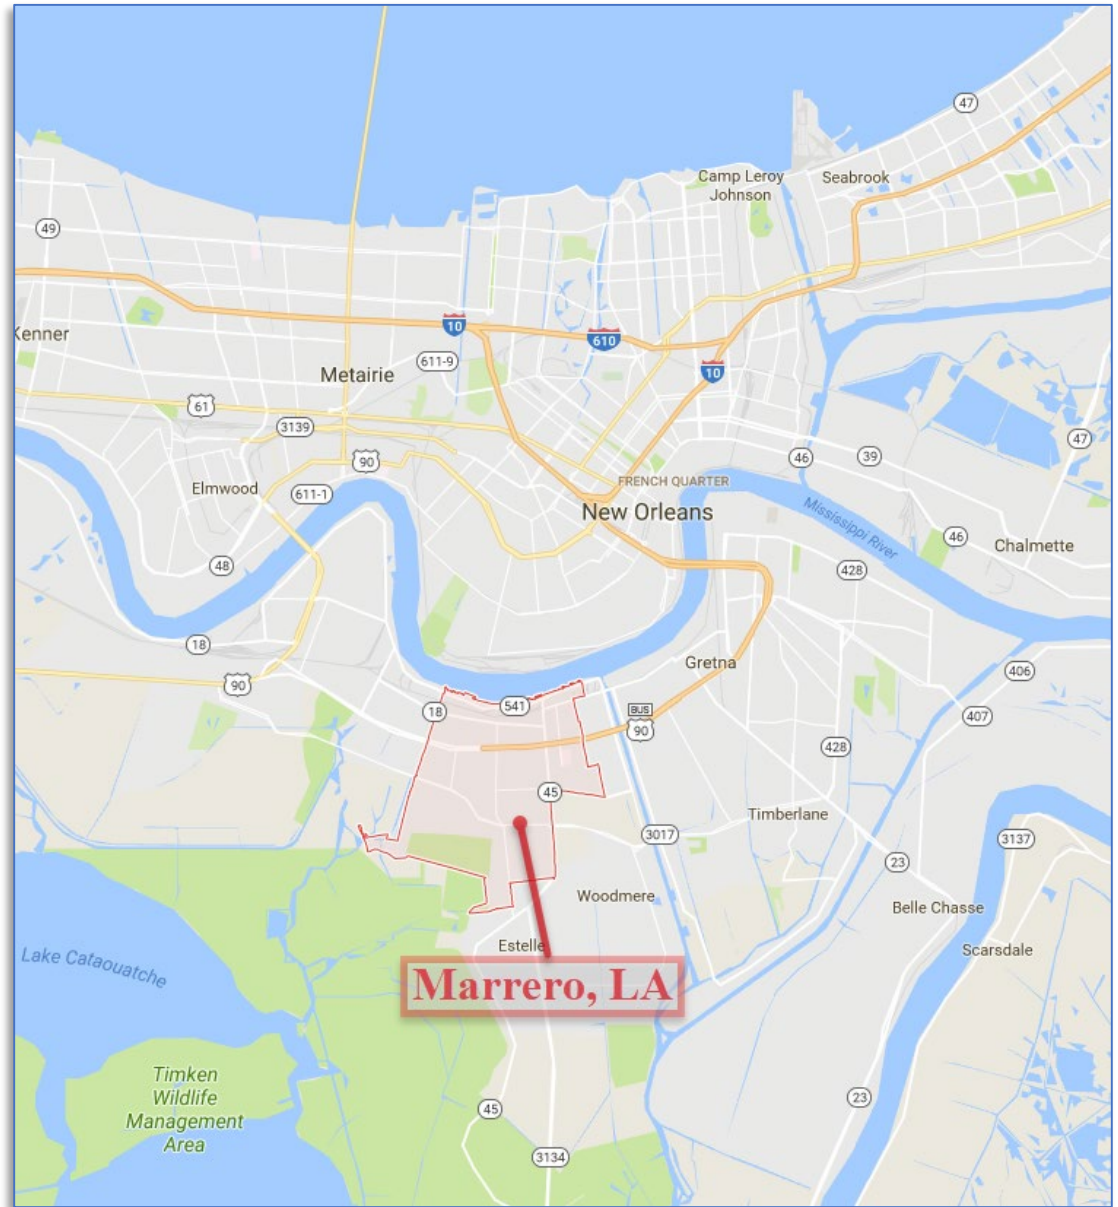 47
Camp Leroy
Johnson
Seabrook
49
Kenner
10
610
611-9
10
Metairie
61
3139
47
90
46
39
FRENCH QUARTER
Elmwood
611-1
New Orleans
Mississippi River
46
Chalmette
48
428
18
Gretna
406
90
18
541
BUS
90
407
428
45
Timberlane
3017
3137
23
Woodmere
Belle Chasse
Estelle
Scarsdale
Lake Cataouatche
Marrero, LA
Timken
Wildlife
Management
Area
23
45
3134